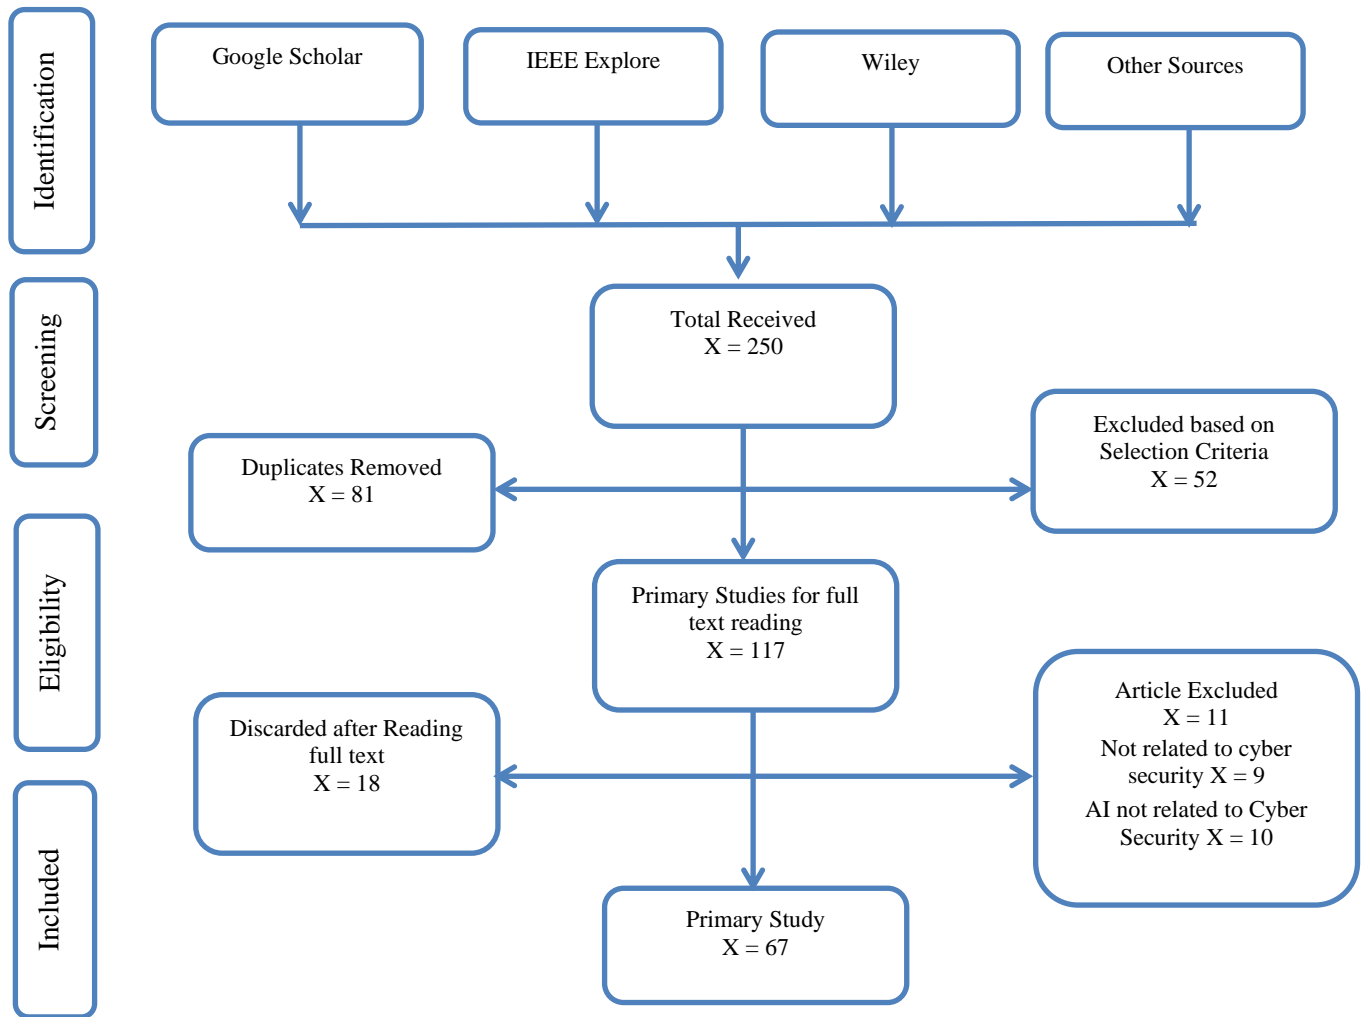 Identification
Google Scholar
IEEE Explore
Wiley
Other Sources
Screening
Total Received
X = 250
Duplicates Removed
X = 81
Excluded based on
Selection Criteria
X = 52
Eligibility
Primary Studies for full
text reading
X = 117
Discarded after Reading
full text
X = 18
Article Excluded
X = 11
Not related to cyber
security X = 9
AI not related to Cyber
Security X = 10
Included
Primary Study
X = 67